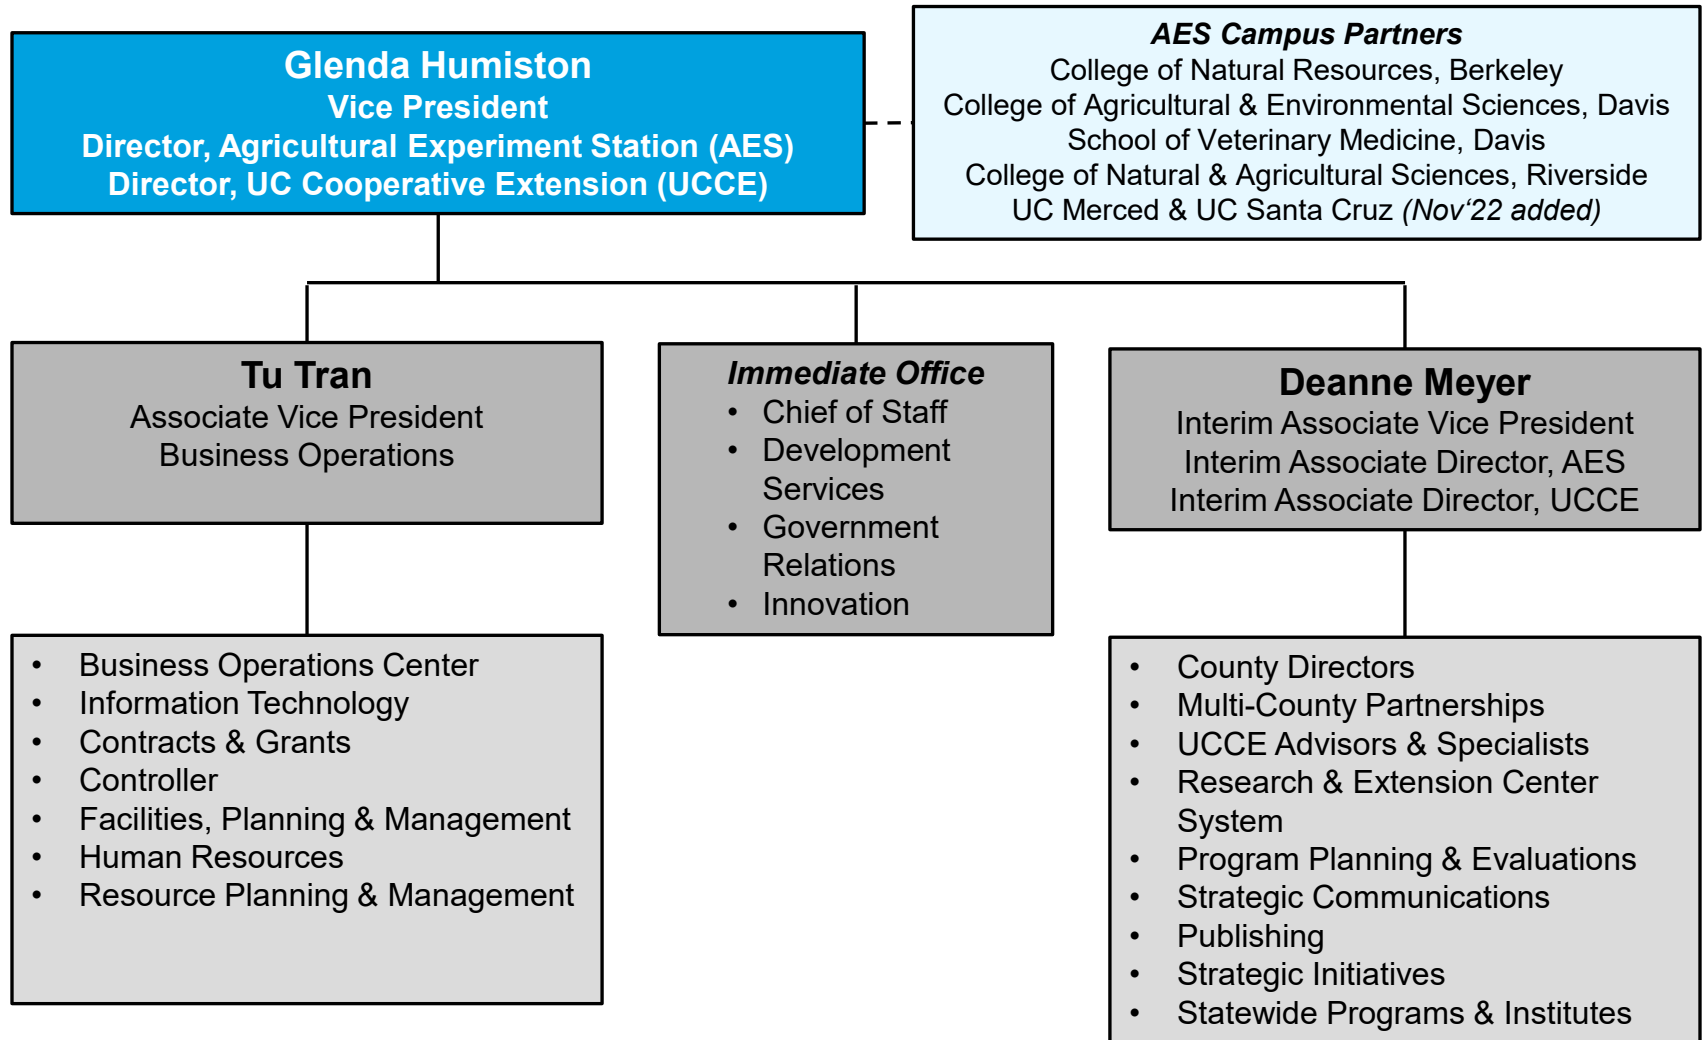 Glenda Humiston
Vice President
Director, Agricultural Experiment Station (AES)
Director, UC Cooperative Extension (UCCE)
AES Campus Partners
College of Natural Resources, Berkeley
College of Agricultural & Environmental Sciences, Davis
School of Veterinary Medicine, Davis
College of Natural & Agricultural Sciences, Riverside
UC Merced & UC Santa Cruz (Nov‘22 added)
Tu Tran
Associate Vice President
Business Operations
Immediate Office
• Chief of Staff
• Development
Services
• Government
Relations
• Innovation
Deanne Meyer
Interim Associate Vice President
Interim Associate Director, AES
Interim Associate Director, UCCE
• Business Operations Center
• Information Technology
• Contracts & Grants
• Controller
• Facilities, Planning & Management
• Human Resources
• Resource Planning & Management
• County Directors
• Multi-County Partnerships
• UCCE Advisors & Specialists
• Research & Extension Center
System
• Program Planning & Evaluations
• Strategic Communications
• Publishing
• Strategic Initiatives
• Statewide Programs & Institutes